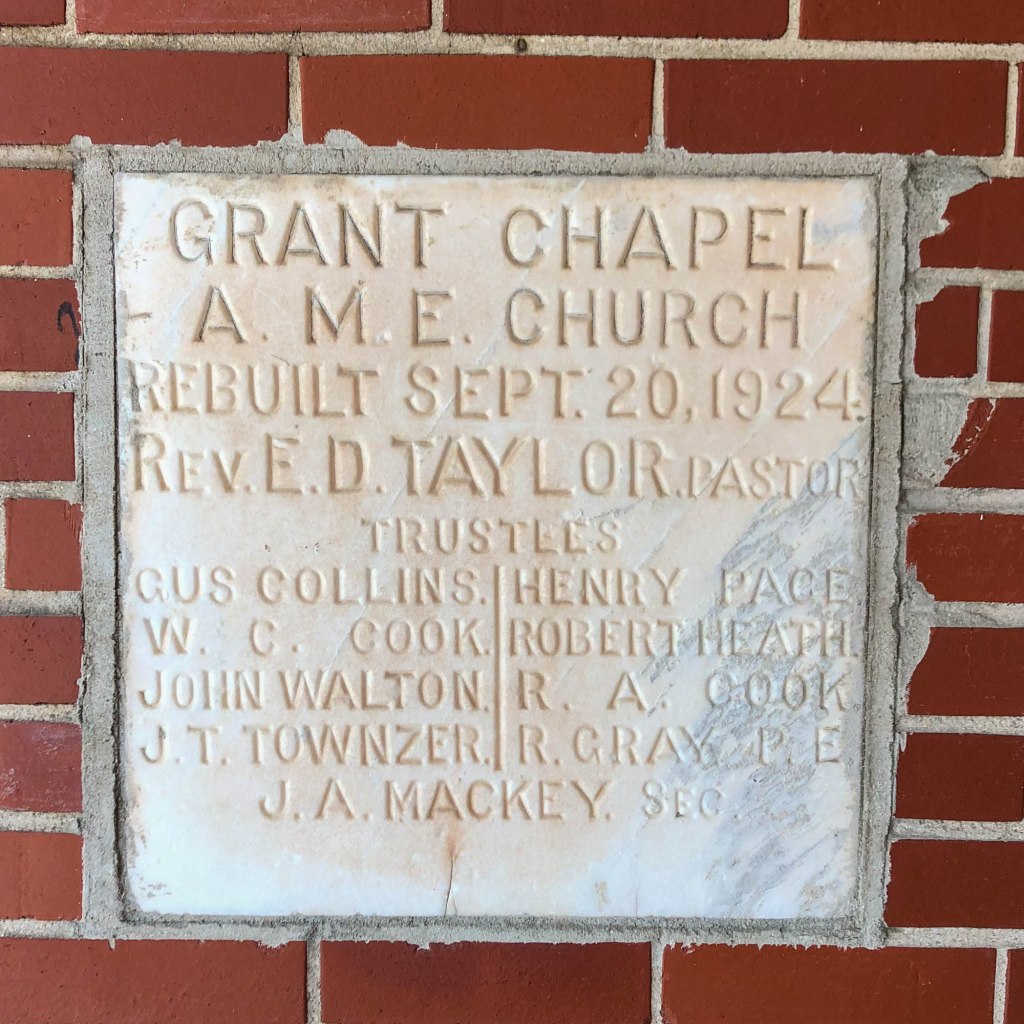 GRANT CHAPEL
A. M. E. CHURCH
REBUILT SEPT. 20, 1924.
REV. E. D. TAYLOR. PASTOR
TRUSTEES
GUS COLLINS. HENRY PAGE
W. C. COOK. ROBERT HEATH.
JOHN WALTON. R. A. COOK
J. T. TOWNZER. R. GRAY. P. E
J. A. MACKEY. SEC.